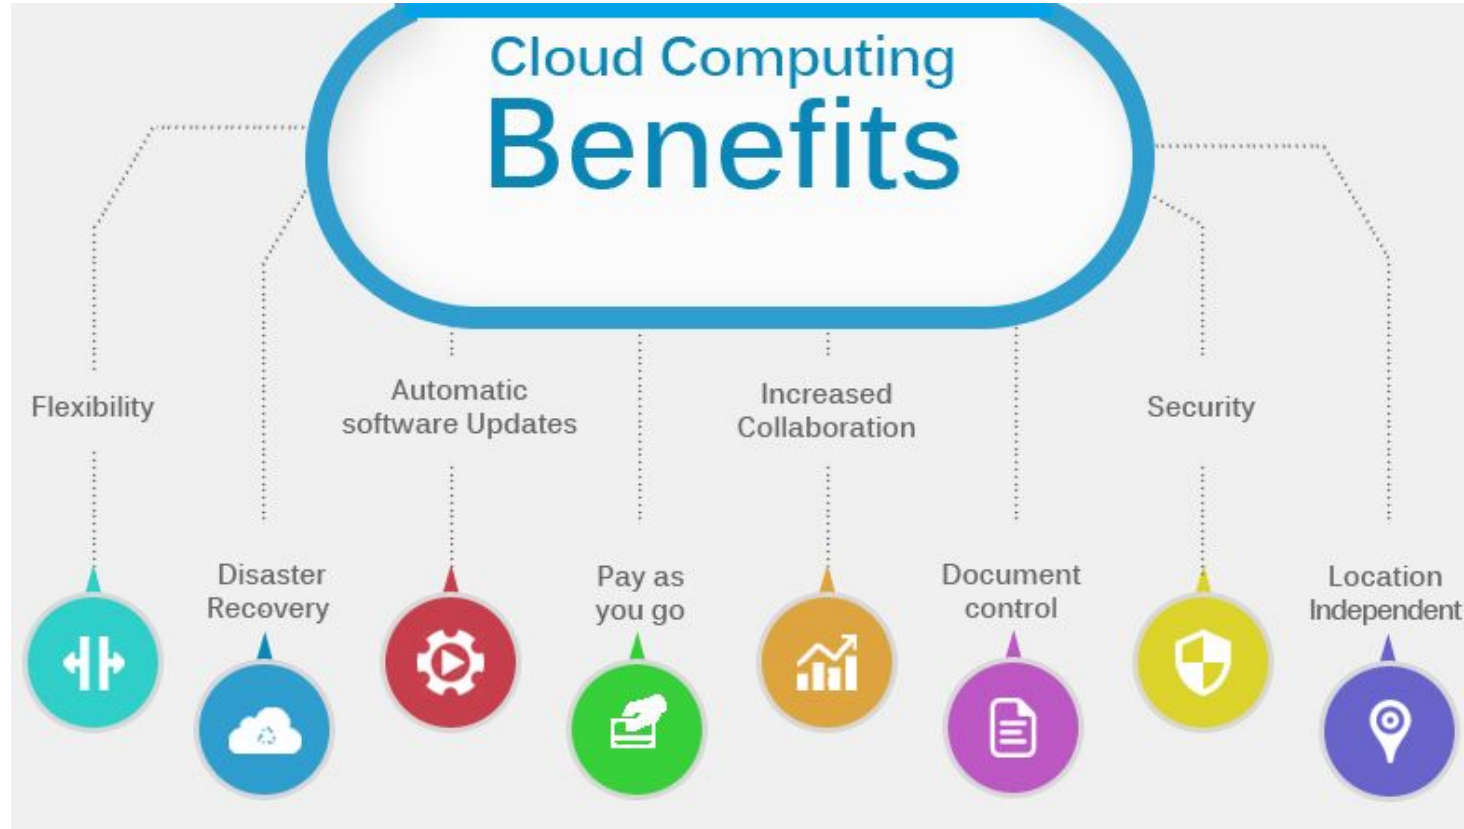 Cloud Computing
Benefits
Flexibility
Disaster
Recovery
Automatic
software Updates
Pay as
you go
Increased
Collaboration
Document
control
Security
Location
Independent